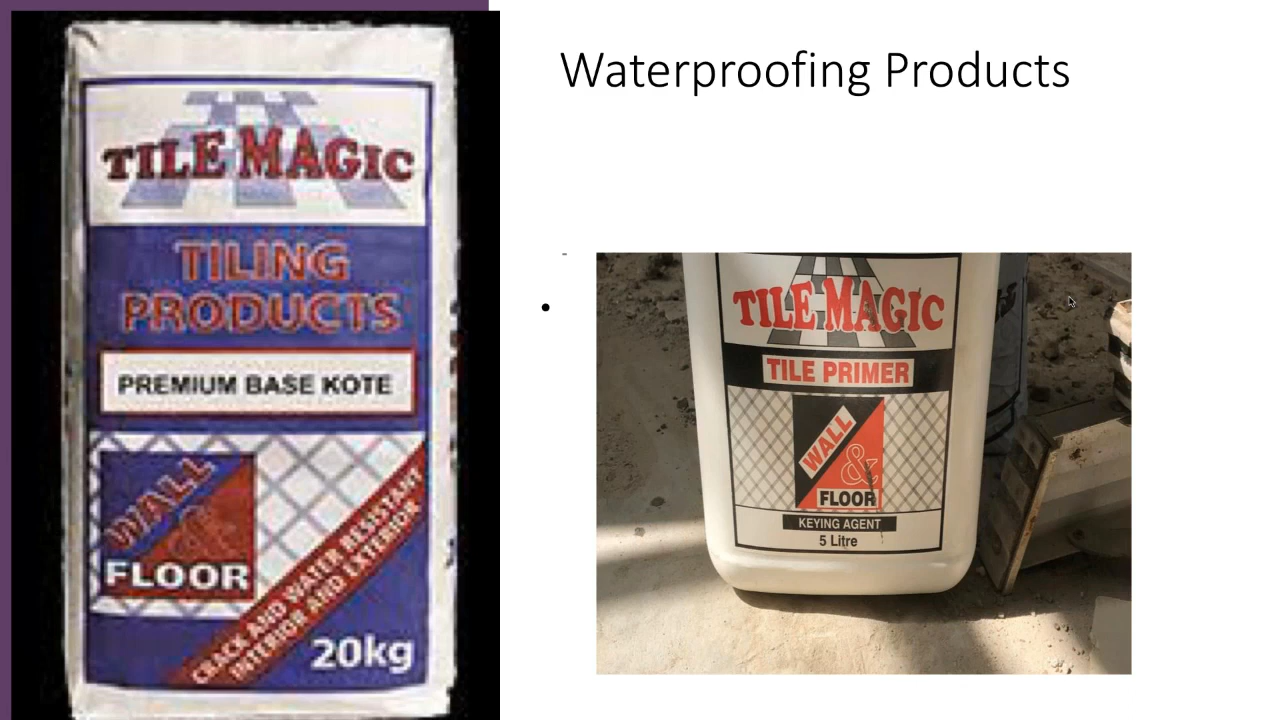 Waterproofing Products
TILE MAGIC
TILING
PRODUCTS
PREMIUM BASE KOTE
WALL
&
FLOOR
CRACK AND WATER RESISTANT
INTERIOR AND EXTERIOR
20kg
-
•
TILE MAGIC
TILE PRIMER
WALL
&
FLOOR
KEYING AGENT
5 Litre